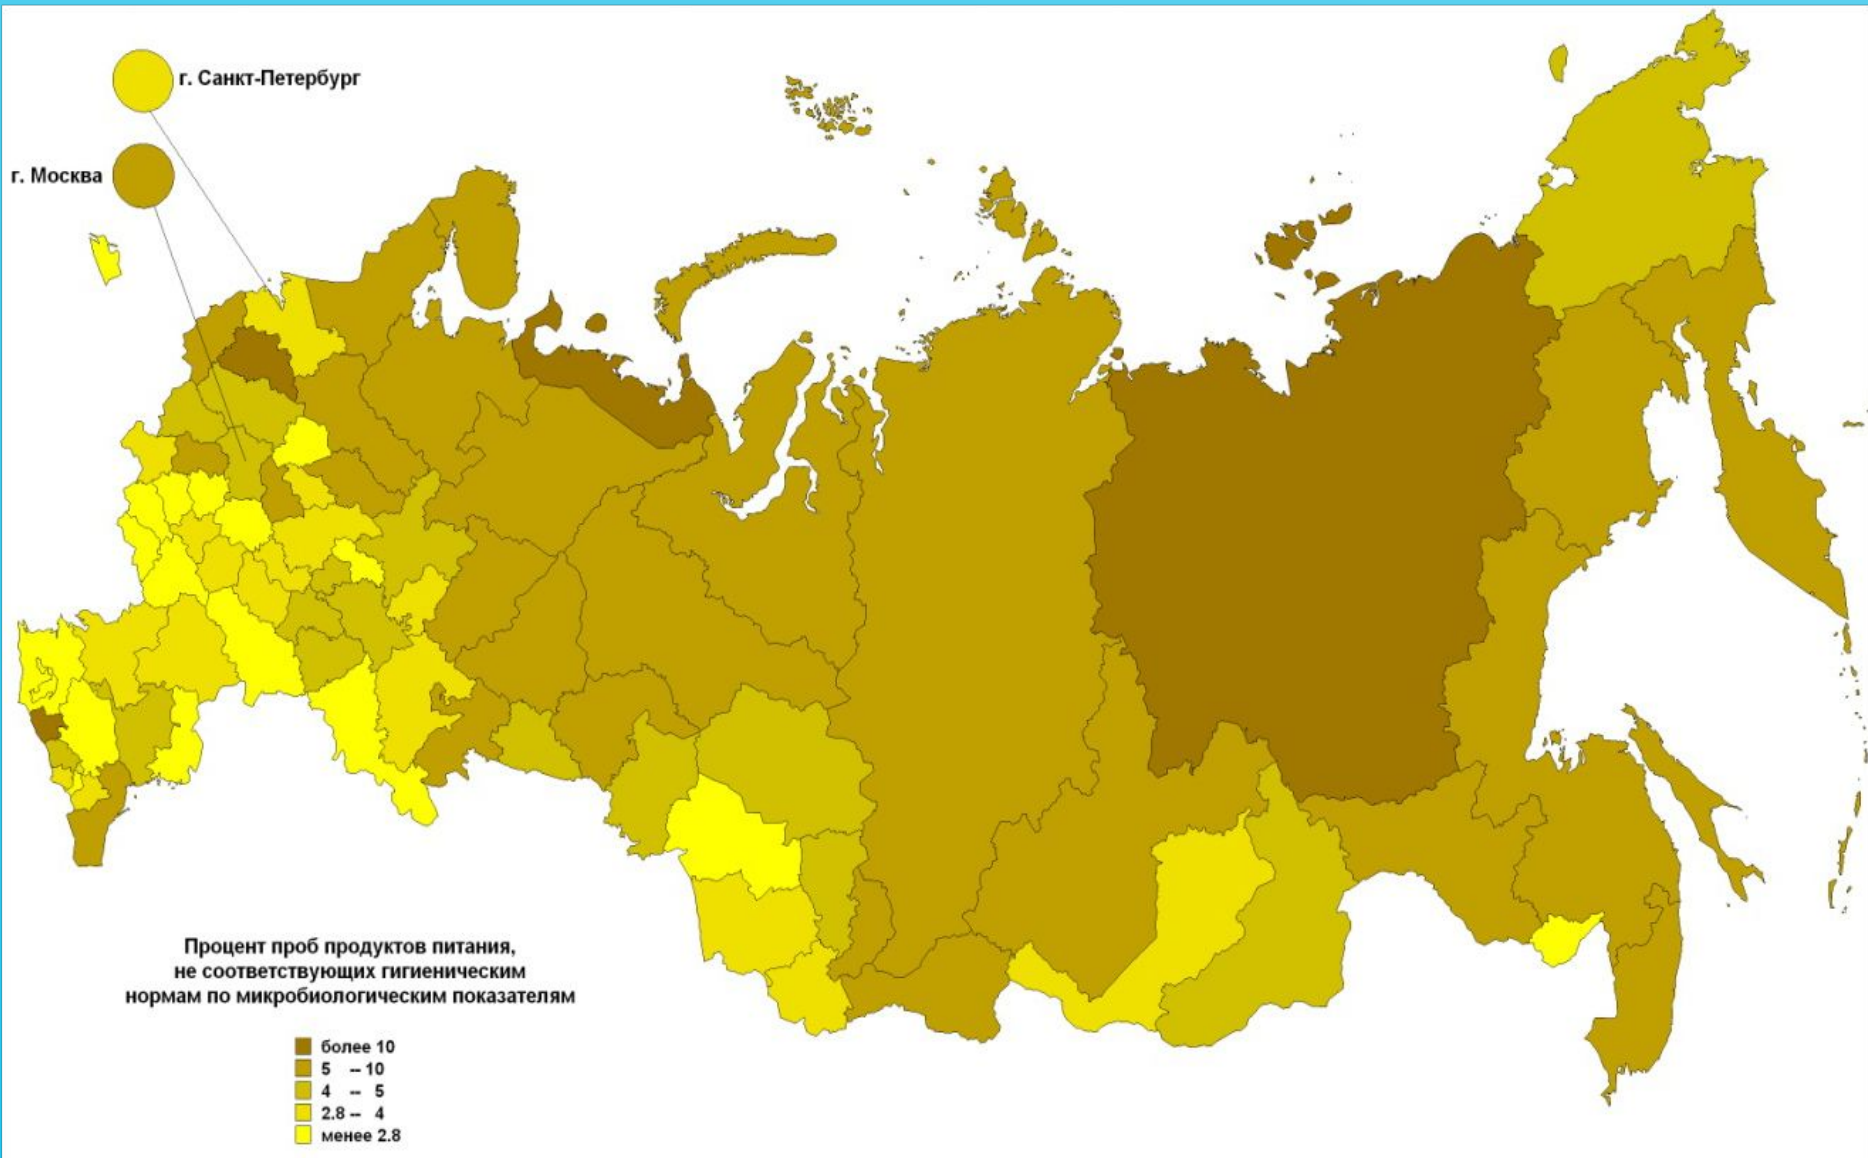 г. Санкт-Петербург
г. Москва
Процент проб продуктов питания,
не соответствующих гигиеническим
нормам по микробиологическим показателям
более 10
5 -- 10
4 -- 5
2.8 -- 4
менее 2.8